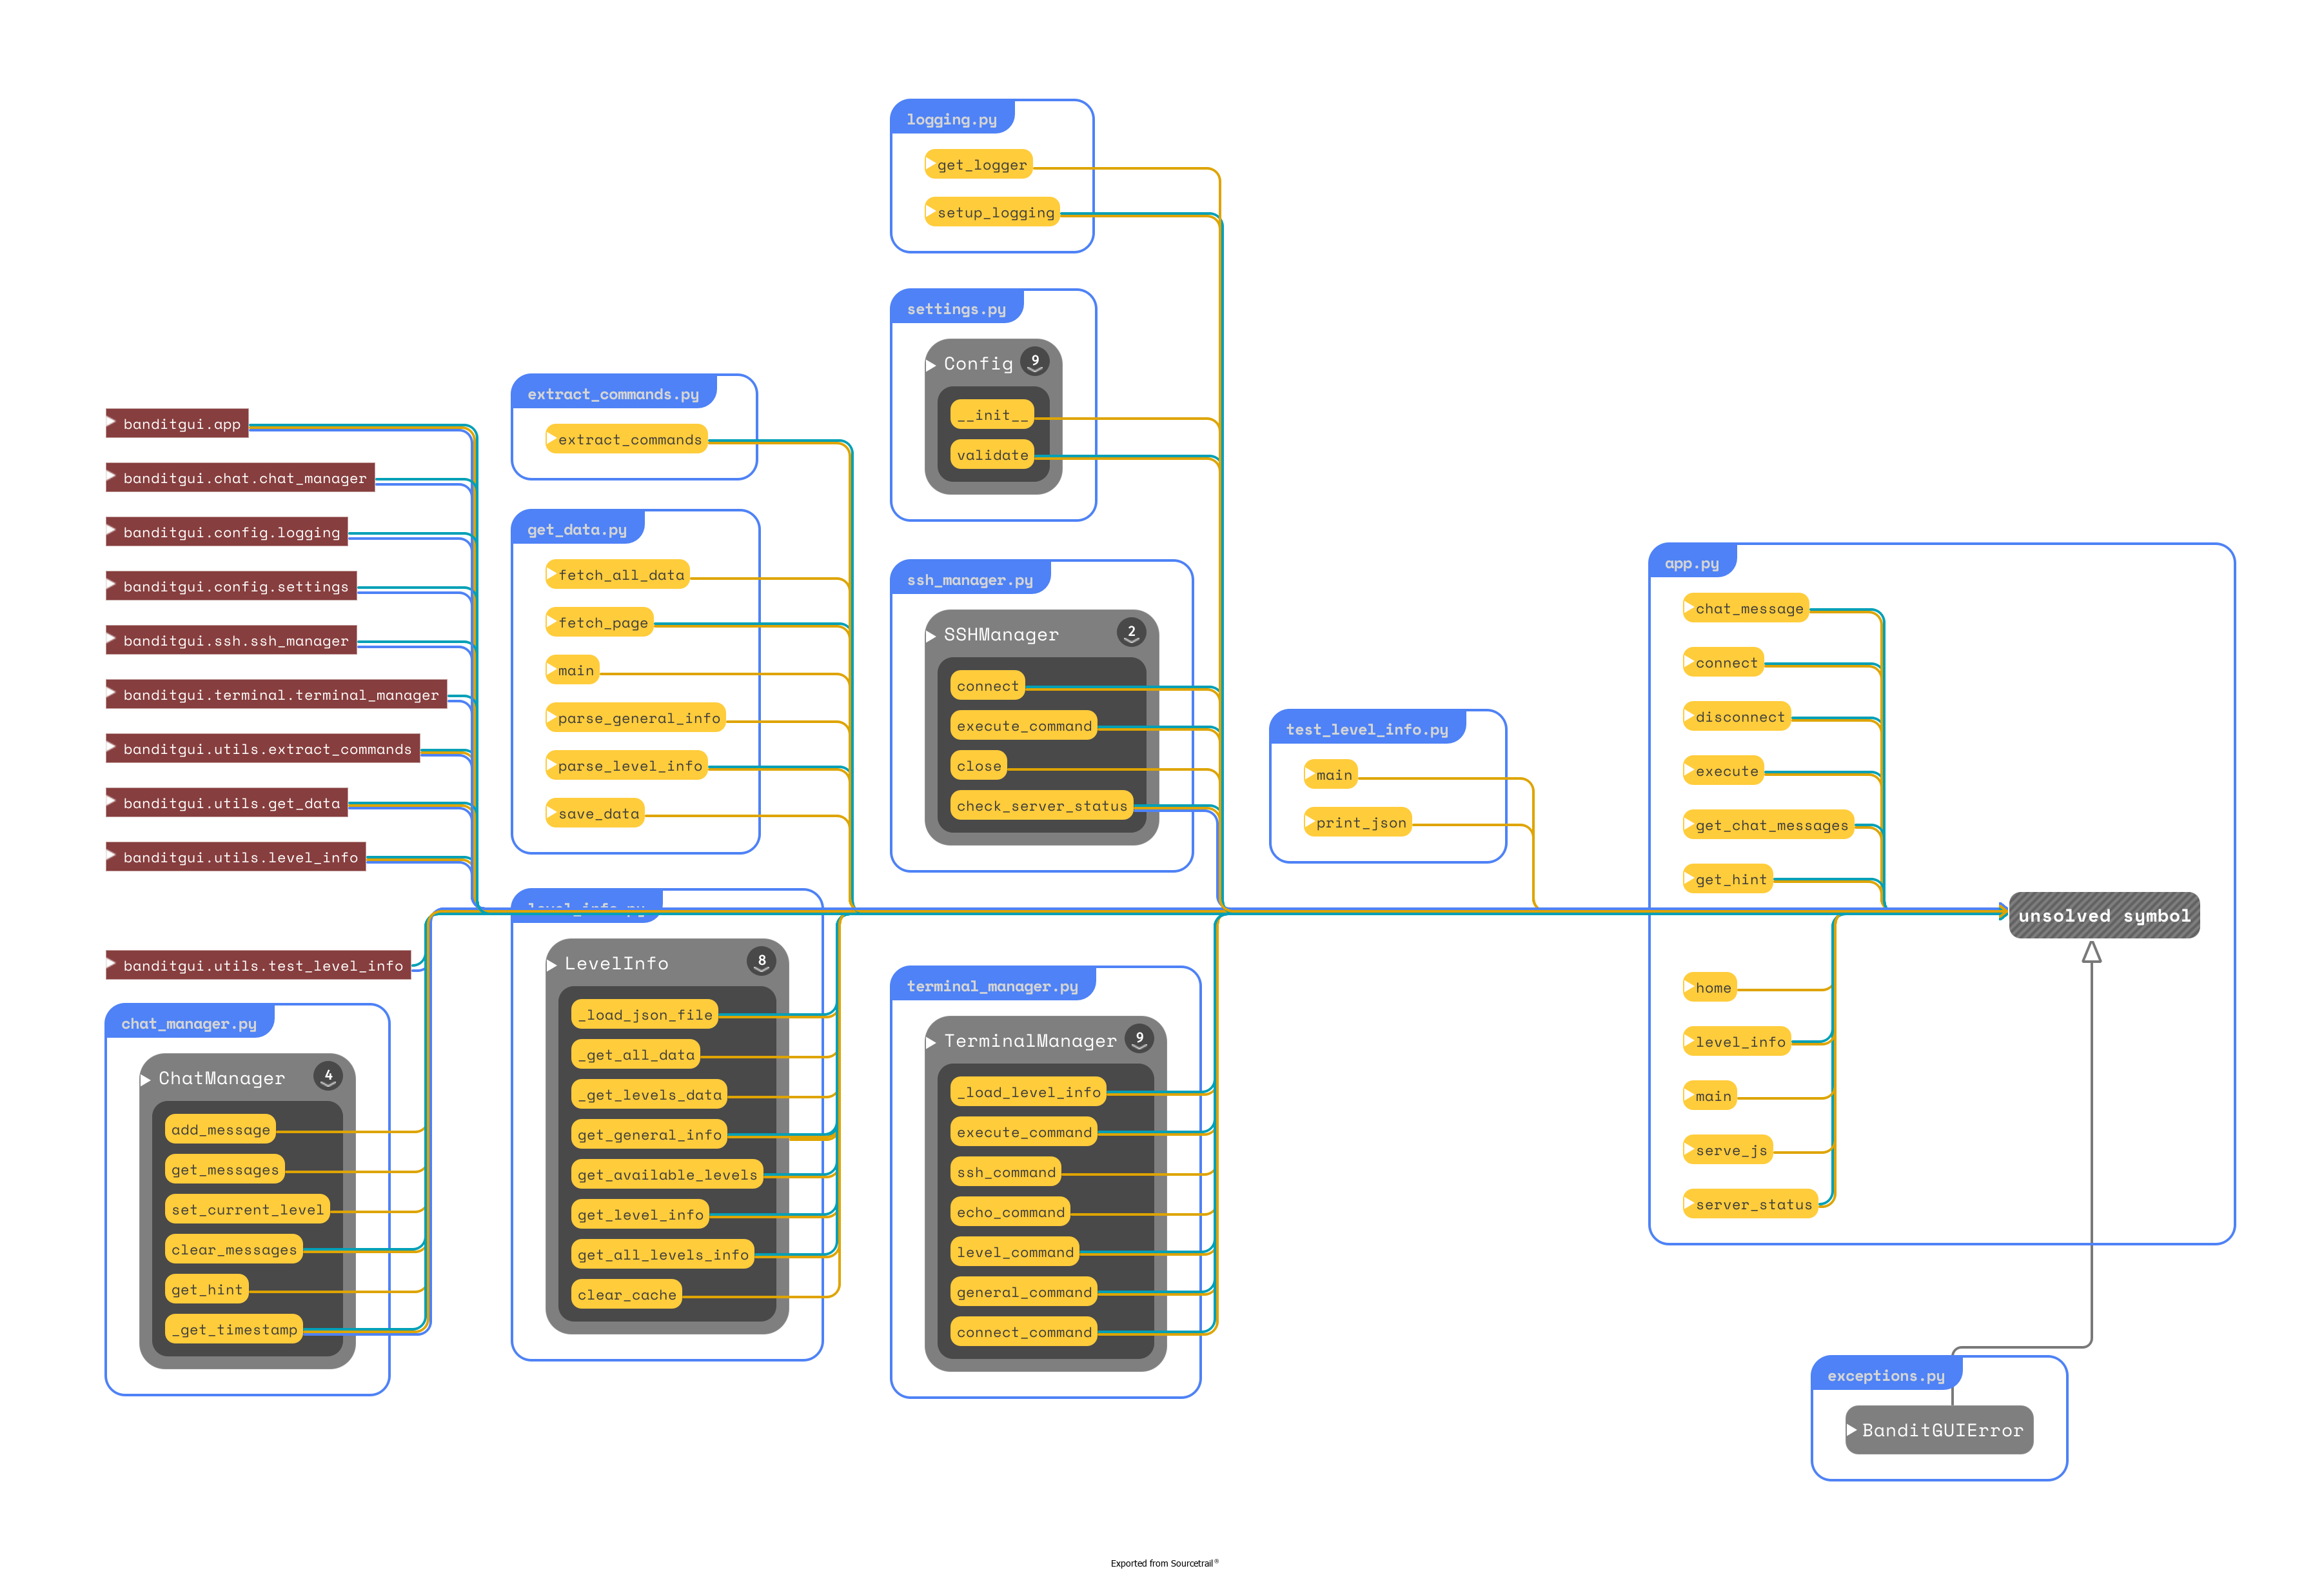 logging.py
get_logger
setup_logging
settings.py
Config 9
__init__
validate
extract_commands.py
extract_commands
banditgui.app
banditgui.chat.chat_manager
banditgui.config.logging
banditgui.config.settings
banditgui.ssh.ssh_manager
banditgui.terminal.terminal_manager
banditgui.utils.extract_commands
banditgui.utils.get_data
banditgui.utils.level_info
banditgui.utils.test_level_info
get_data.py
fetch_all_data
fetch_page
main
parse_general_info
parse_level_info
save_data
ssh_manager.py
SSHManager 2
connect
execute_command
close
check_server_status
test_level_info.py
main
print_json
app.py
chat_message
connect
disconnect
execute
get_chat_messages
get_hint
home
level_info
main
serve_js
server_status
unsolved symbol
chat_manager.py
ChatManager 4
add_message
get_messages
set_current_level
clear_messages
get_hint
_get_timestamp
level_info.py
LevelInfo 8
_load_json_file
_get_all_data
_get_levels_data
get_general_info
get_available_levels
get_level_info
get_all_levels_info
clear_cache
terminal_manager.py
TerminalManager 9
_load_level_info
execute_command
ssh_command
echo_command
level_command
general_command
connect_command
exceptions.py
BanditGUIError
Exported from Sourcetrail®